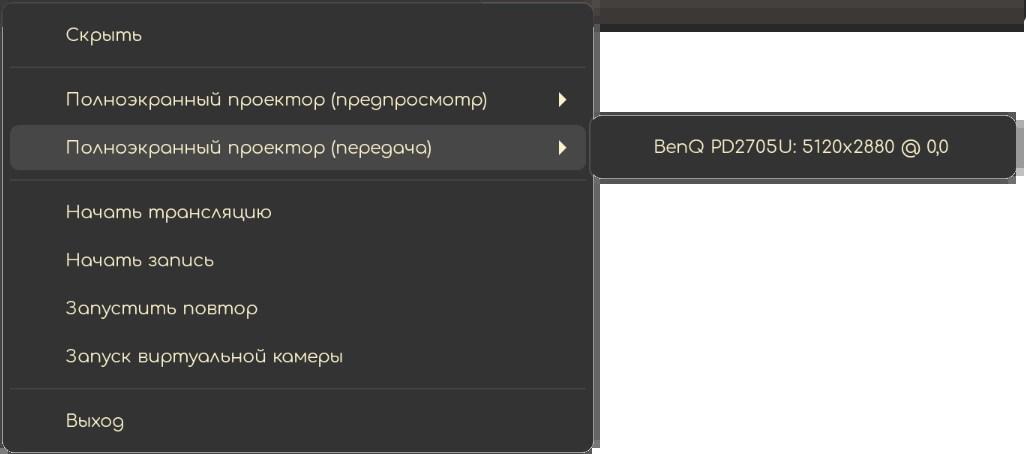 Скрыть
Полноэкранный проектор (предпросмотр)
Полноэкранный проектор (передача)
BenQ PD2705U: 5120x2880 @ 0,0
Начать трансляцию
Начать запись
Запустить повтор
Запуск виртуальной камеры
Выход